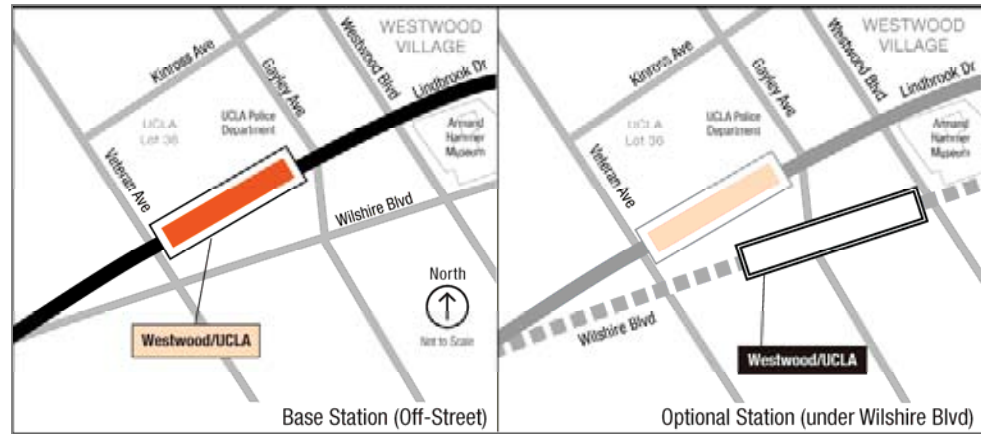 WESTWOOD
VILLAGE
Kinross Ave
Gayley Ave
Westwood Blvd
Lindbrook Dr
UCLA Police
Department
UCLA
Lot 36
Armand
Hammer
Museum
Veteran Ave
Wilshire Blvd
North
Not to Scale
Westwood/UCLA
Base Station (Off-Street)
WESTWOOD
VILLAGE
Kinross Ave
Gayley Ave
Westwood Blvd
Lindbrook Dr
UCLA Police
Department
UCLA
Lot 36
Armand
Hammer
Museum
Veteran Ave
Wilshire Blvd
Westwood/UCLA
Optional Station (under Wilshire Blvd)